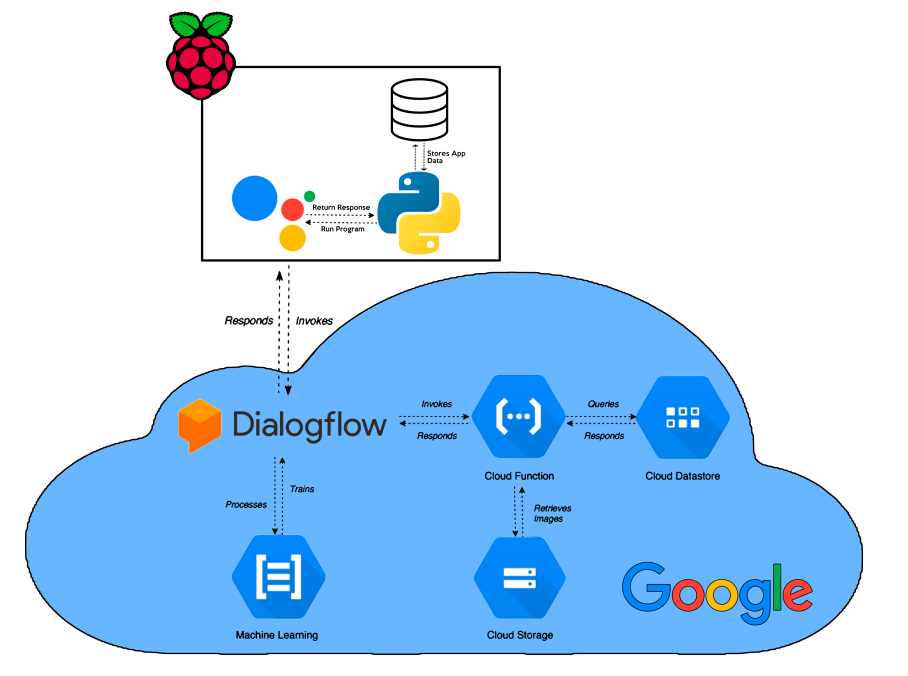 Stores App
Data
Return Response
Run Program
Responds
Invokes
Dialogflow
Invokes
Responds
Queries
Responds
Cloud Function
Cloud Datastore
Processes
Trains
Retrieves
Images
Machine Learning
Cloud Storage
Google